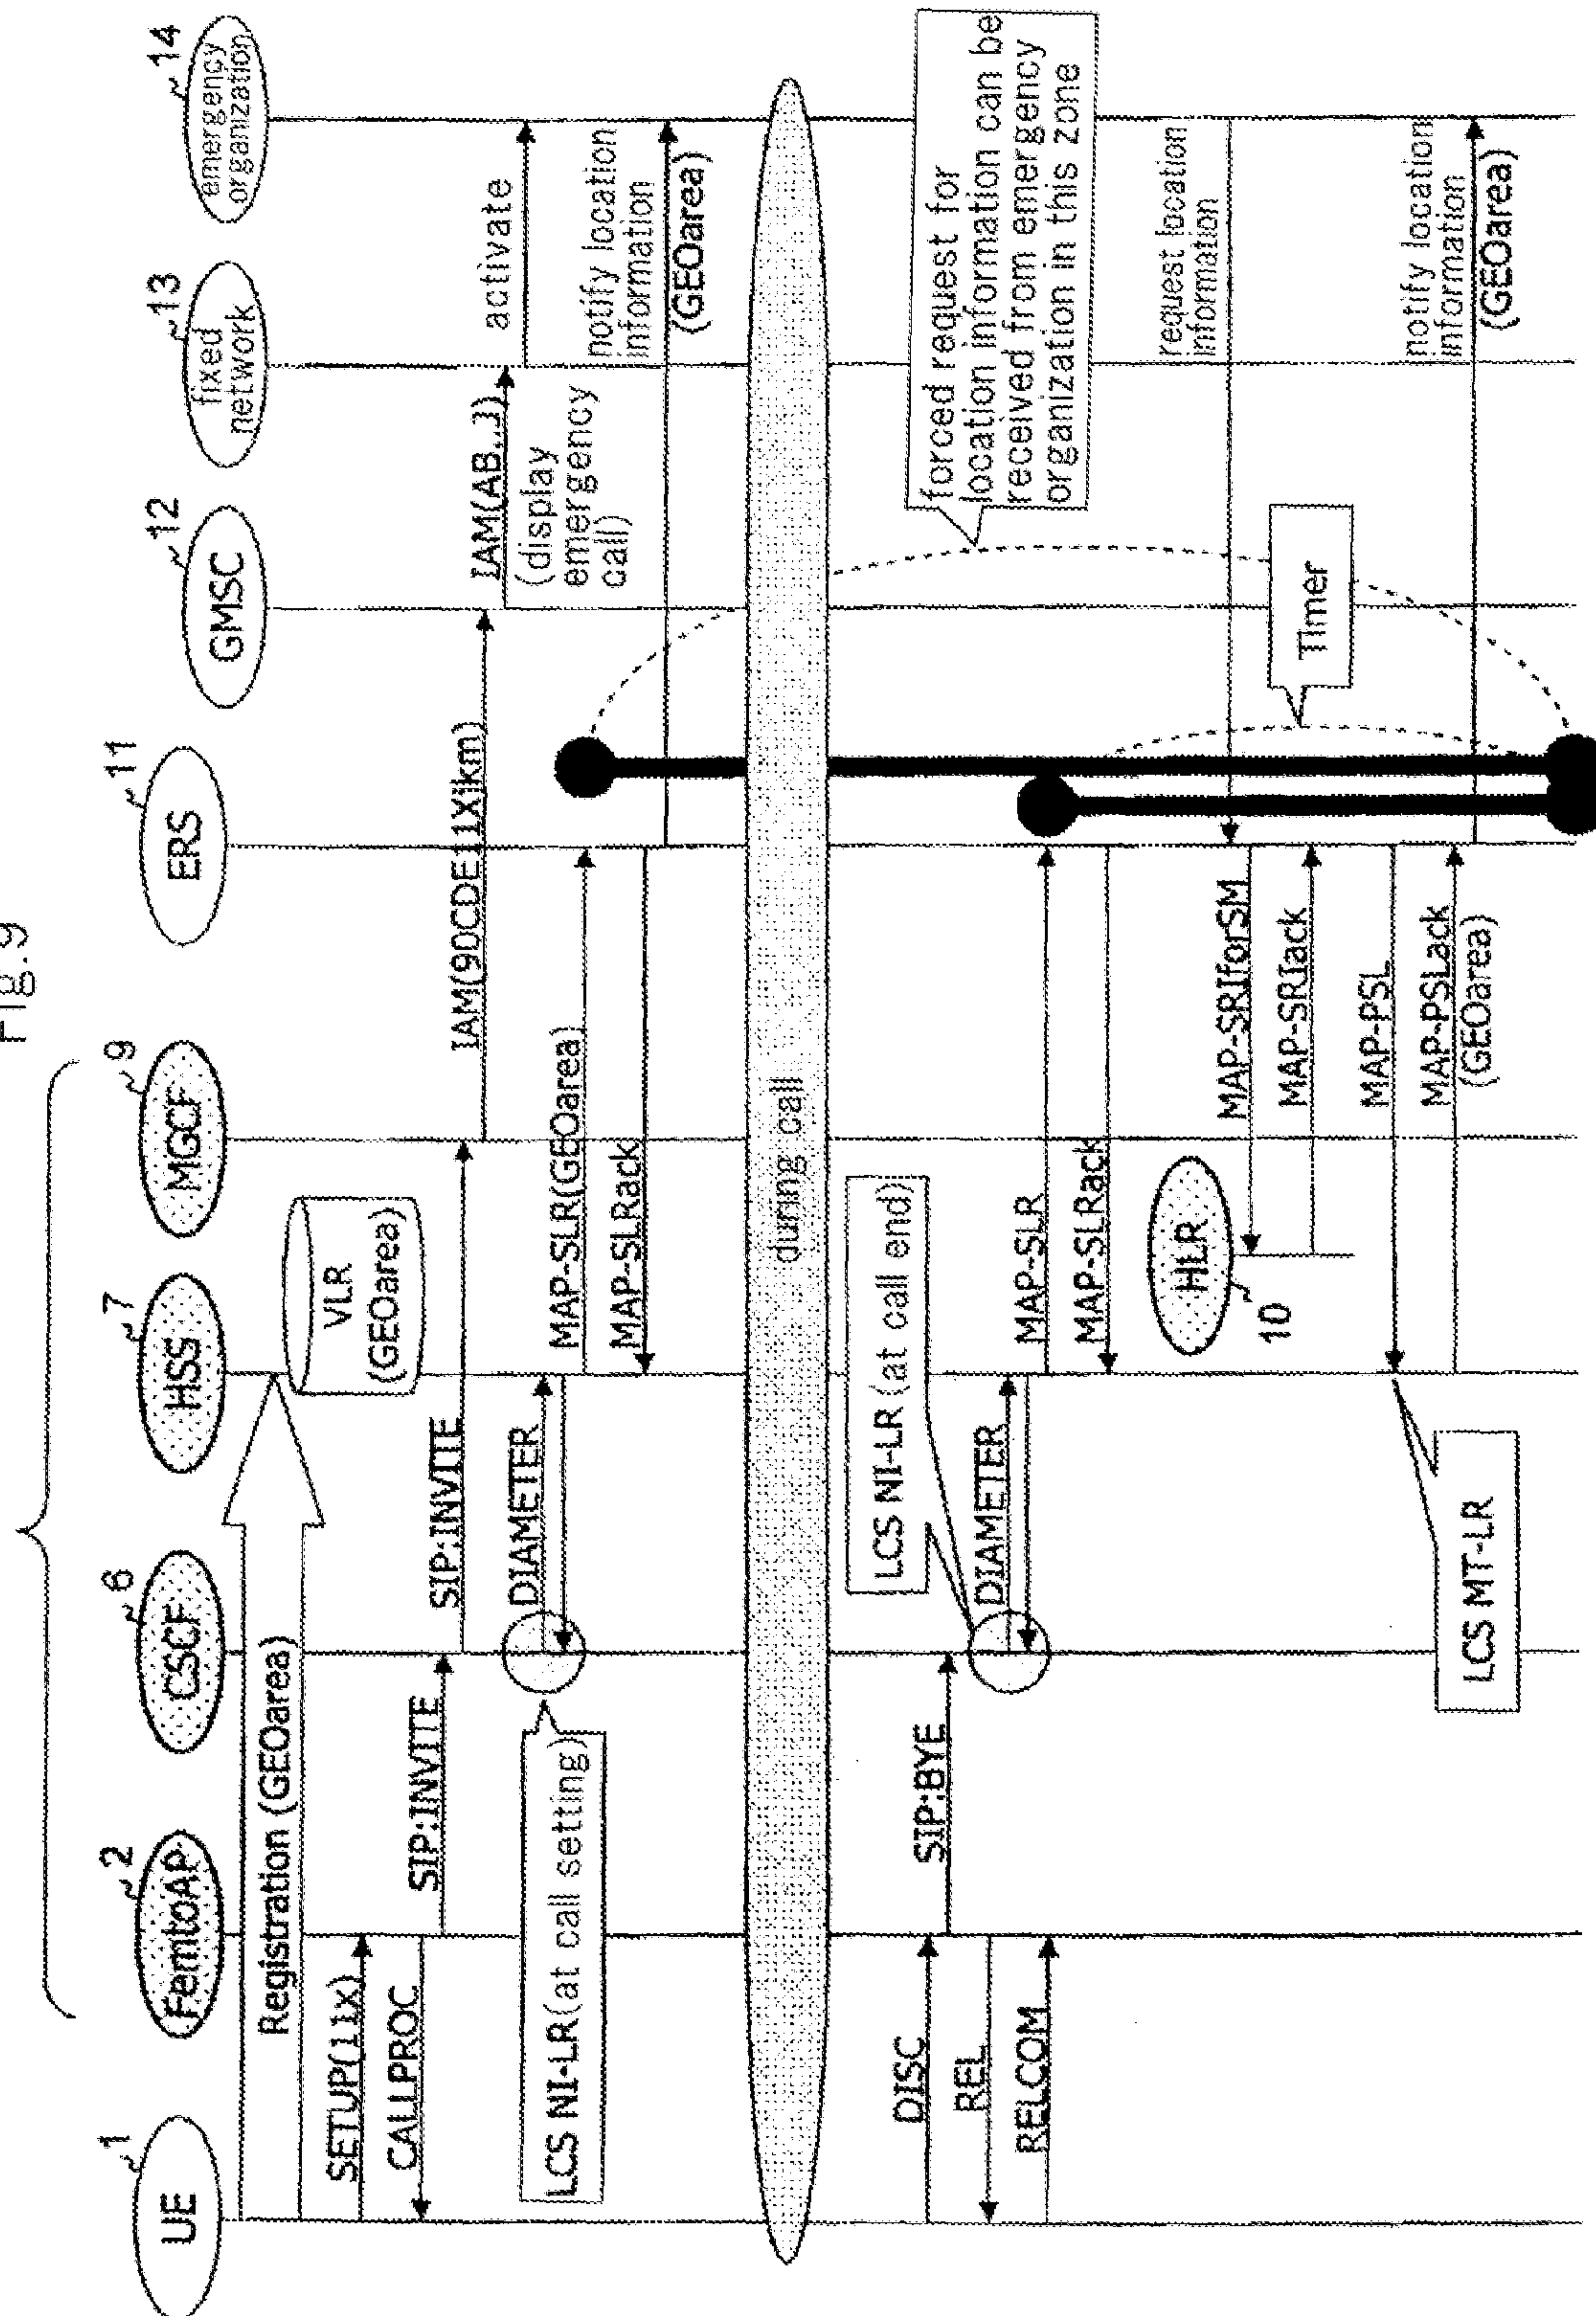 Fig.9
1
UE
2
FemtoAP
6
CSCF
7
HSS
9
MGCF
11
ERS
12
GMSC
13
fixed
network
14
emergency
organization
Registration (GEOarea)
VLR
(GEOarea)
SETUP(11X)
CALLPROC
SIP:INVITE
SIP:INVITE
IAM(90CDE11Xjkm)
IAM(AB..J)
(display
emergency
call)
activate
LCS NI-LR(at call setting)
DIAMETER
MAP-SLR(GEOarea)
MAP-SLRack
notify location
information
(GEOarea)
during call
forced request for
location information can be
received from emergency
organization in this zone
LCS NI-LR(at call end)
DISC
REL
RELCOM
SIP:BYE
DIAMETER
MAP-SLR
MAP-SLRack
HLR
10
request location
information
MAP-SRIforSM
MAP-SRIack
Timer
MAP-PSL
MAP-PSLack
(GEOarea)
LCS MT-LR
notify location
information
(GEOarea)